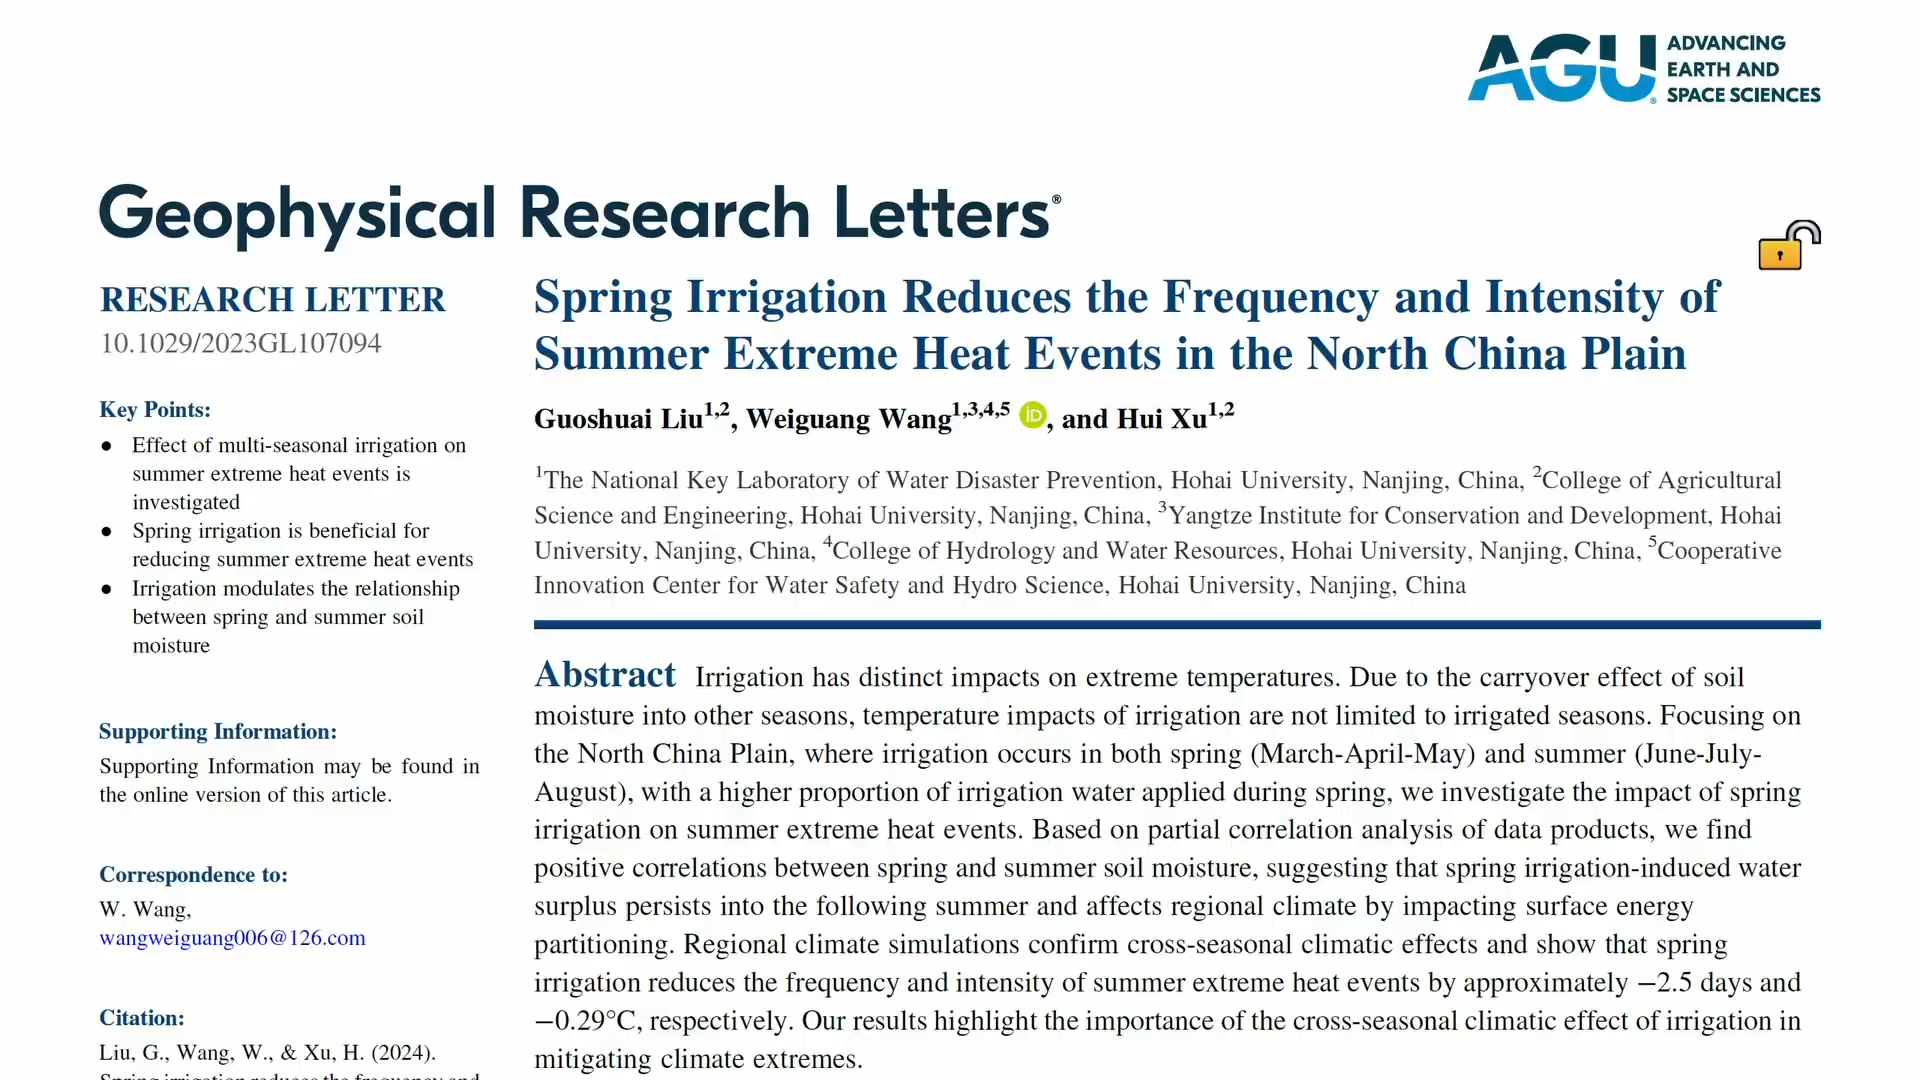 AGU
ADVANCING
EARTH AND
SPACE SCIENCES
Geophysical Research Letters®
RESEARCH LETTER
10.1029/2023GL107094
Key Points:
● Effect of multi-seasonal irrigation on
summer extreme heat events is
investigated
● Spring irrigation is beneficial for
reducing summer extreme heat events
● Irrigation modulates the relationship
between spring and summer soil
moisture
Supporting Information:
Supporting Information may be found in
the online version of this article.
Correspondence to:
W. Wang,
wangweiguang006@126.com
Citation:
Liu, G., Wang, W., & Xu, H. (2024).
Spring irrigation reduces the frequency and
Spring Irrigation Reduces the Frequency and Intensity of
Summer Extreme Heat Events in the North China Plain
Guoshuai Liu1,2, Weiguang Wang1,3,4,5 iD, and Hui Xu1,2
1The National Key Laboratory of Water Disaster Prevention, Hohai University, Nanjing, China, 2College of Agricultural
Science and Engineering, Hohai University, Nanjing, China, 3Yangtze Institute for Conservation and Development, Hohai
University, Nanjing, China, 4College of Hydrology and Water Resources, Hohai University, Nanjing, China, 5Cooperative
Innovation Center for Water Safety and Hydro Science, Hohai University, Nanjing, China
Abstract Irrigation has distinct impacts on extreme temperatures. Due to the carryover effect of soil
moisture into other seasons, temperature impacts of irrigation are not limited to irrigated seasons. Focusing on
the North China Plain, where irrigation occurs in both spring (March-April-May) and summer (June-July-
August), with a higher proportion of irrigation water applied during spring, we investigate the impact of spring
irrigation on summer extreme heat events. Based on partial correlation analysis of data products, we find
positive correlations between spring and summer soil moisture, suggesting that spring irrigation-induced water
surplus persists into the following summer and affects regional climate by impacting surface energy
partitioning. Regional climate simulations confirm cross-seasonal climatic effects and show that spring
irrigation reduces the frequency and intensity of summer extreme heat events by approximately −2.5 days and
−0.29°C, respectively. Our results highlight the importance of the cross-seasonal climatic effect of irrigation in
mitigating climate extremes.